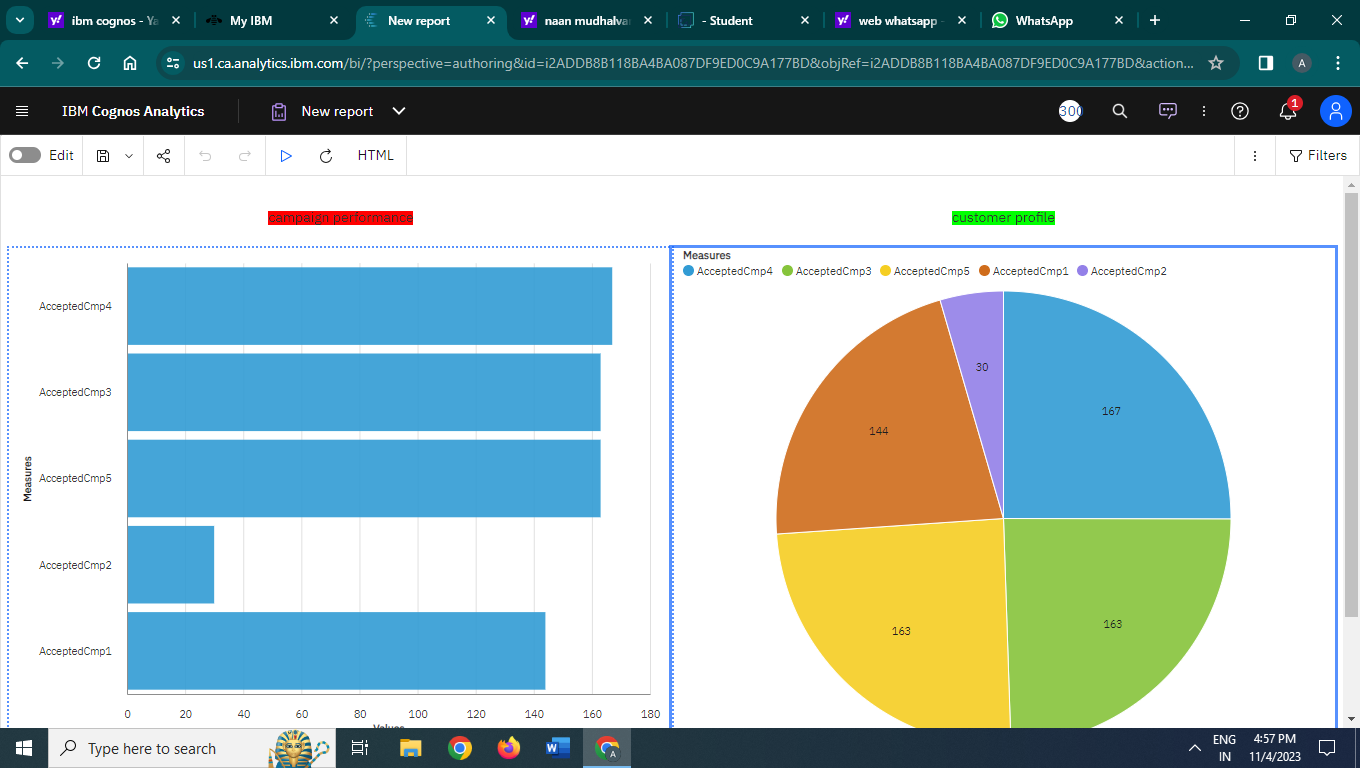 ibm cognos - Ya
My IBM
New report
naan mudhalva
- Student
web whatsapp -
WhatsApp
us1.ca.analytics.ibm.com/bi/?perspective=authoring&id=i2ADDB8B118BA4BA087DF9ED0C9A177BD&objRef=i2ADDB8B118BA4BA087DF9ED0C9A177BD&action...
A
IBM Cognos Analytics
New report
300
1
Edit
HTML
Filters
campaign performance
customer profile
Measures
AcceptedCmp4 AcceptedCmp3 AcceptedCmp5 AcceptedCmp1 AcceptedCmp2
AcceptedCmp4
AcceptedCmp3
AcceptedCmp5
AcceptedCmp2
AcceptedCmp1
Measures
0 20 40 60 80 100 120 140 160 180
Values
30
167
144
163
163
Type here to search
A
ENG
IN
4:57 PM
11/4/2023